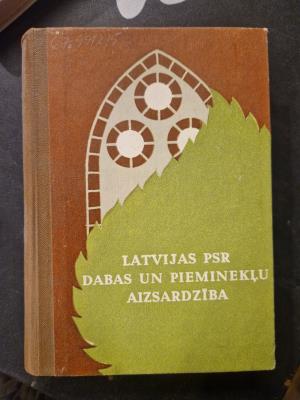 LATVIJAS PSR
DABAS UN PIEMINEKĻU
AIZSARDZĪBA